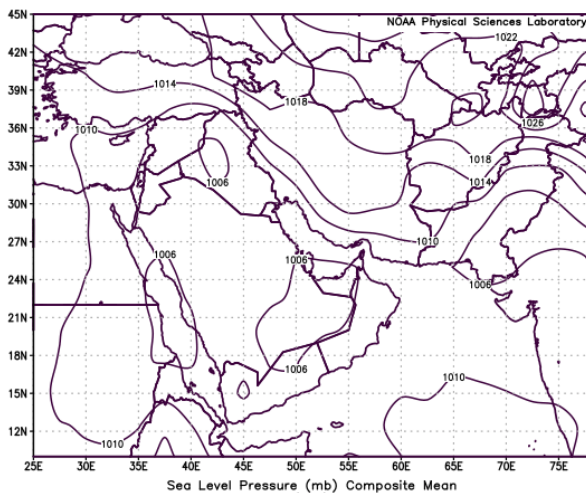 NOAA Physical Sciences Laboratory
45N
1022
42N
1014
39N
1018
1026
36N
1010
1018
33N
1006
1014
30N
1010
27N
1006
1006
1006
24N
21N
18N
1006
15N
1010
12N
1010
25E 30E 35E 40E 45E 50E 55E 60E 65E 70E 75E
Sea Level Pressure (mb) Composite Mean